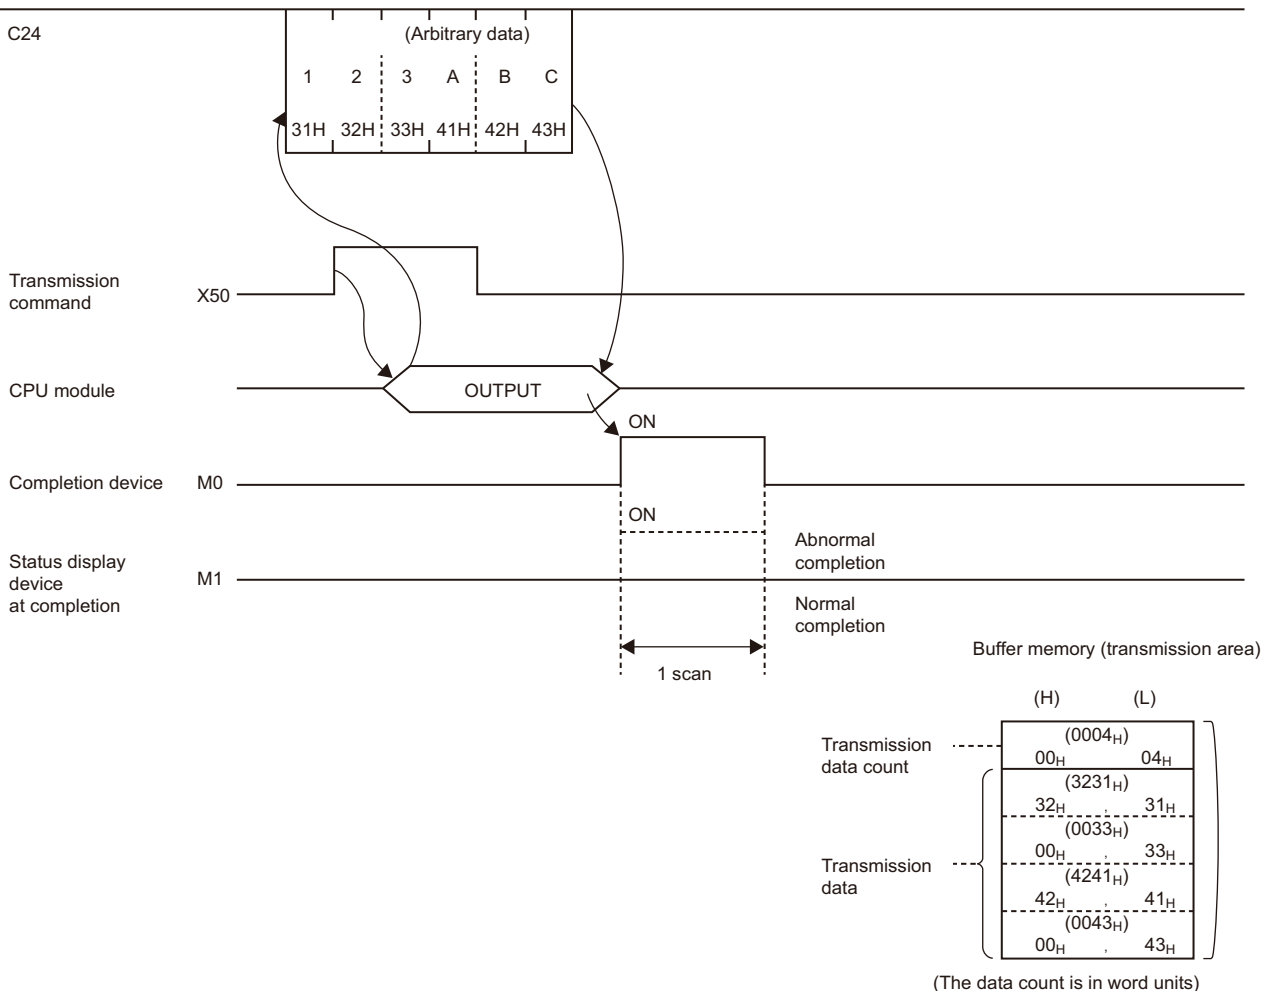 C24
(Arbitrary data)
1 2 3 A B C
31H 32H 33H 41H 42H 43H
Transmission
command
X50
CPU module
OUTPUT
ON
Completion device M0
ON
Abnormal
completion
Status display
device
at completion
M1
Normal
completion
1 scan
Buffer memory (transmission area)
(H) (L)
Transmission
data count
(0004H)
00H 04H
(3231H)
32H , 31H
(0033H)
00H , 33H
Transmission
data
(4241H)
42H , 41H
(0043H)
00H , 43H
(The data count is in word units)